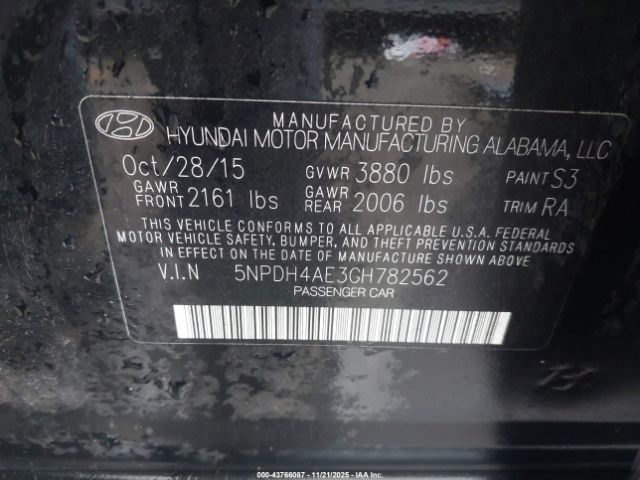 MANUFACTURED BY
HYUNDAI MOTOR MANUFACTURING ALABAMA, LLC
Oct/28/15 GVWR 3880 lbs PAINT S3
GAWR FRONT 2161 lbs GAWR REAR 2006 lbs TRIM RA
THIS VEHICLE CONFORMS TO ALL APPLICABLE U.S.A. FEDERAL
MOTOR VEHICLE SAFETY, BUMPER, AND THEFT PREVENTION STANDARDS
IN EFFECT ON THE DATE OF MANUFACTURE SHOWN ABOVE.
V.I.N 5NPDH4AE3GH782562
PASSENGER CAR
000-43766087 - 11/21/2025 - IAA Inc.